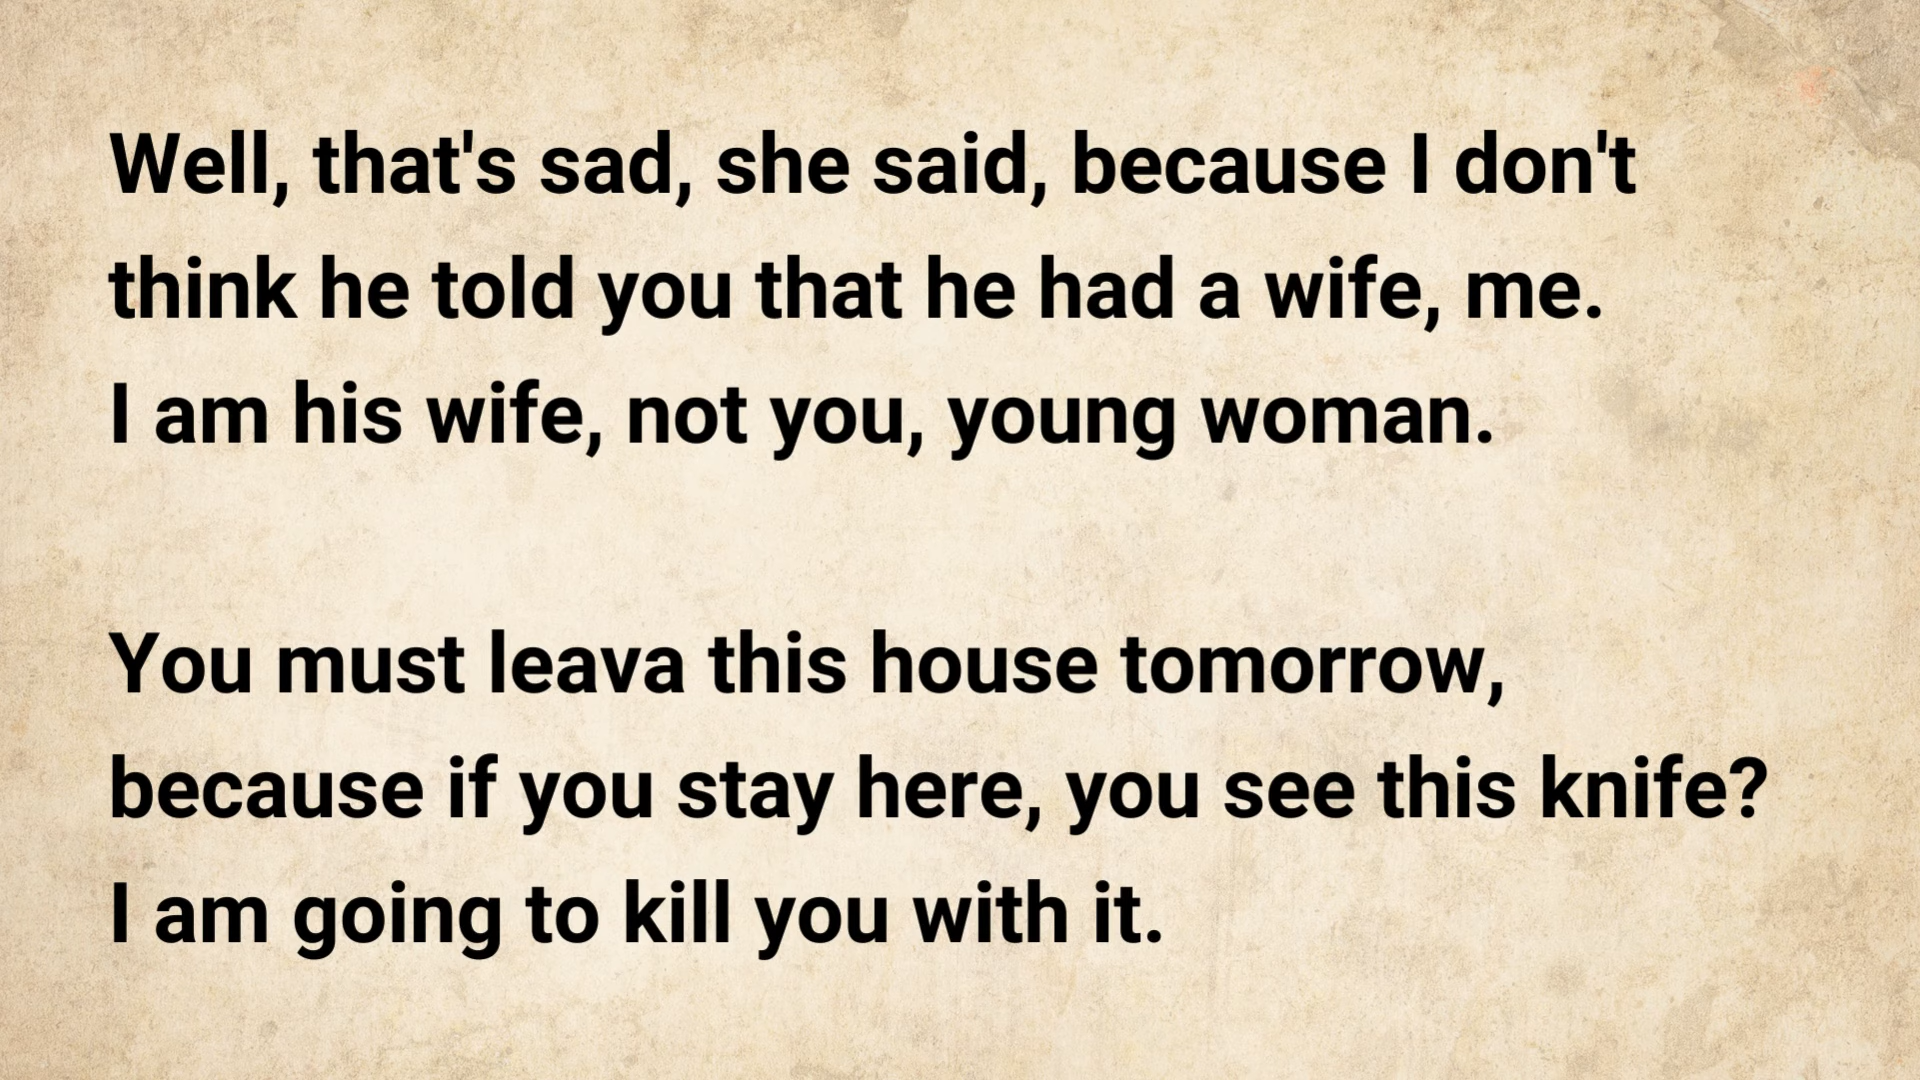 Well, that's sad, she said, because I don't
think he told you that he had a wife, me.
I am his wife, not you, young woman.
You must leava this house tomorrow,
because if you stay here, you see this knife?
I am going to kill you with it.